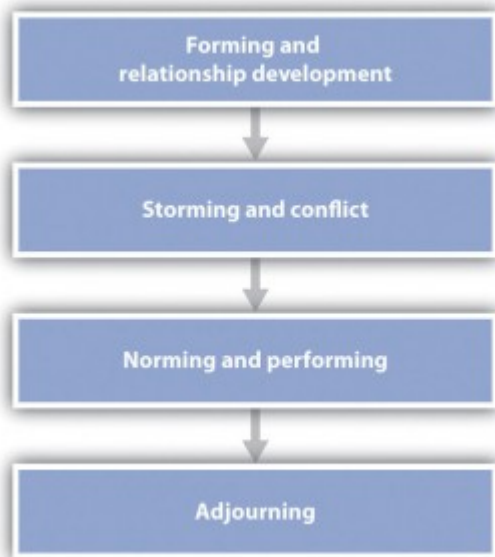 Forming and
relationship development
Storming and conflict
Norming and performing
Adjourning